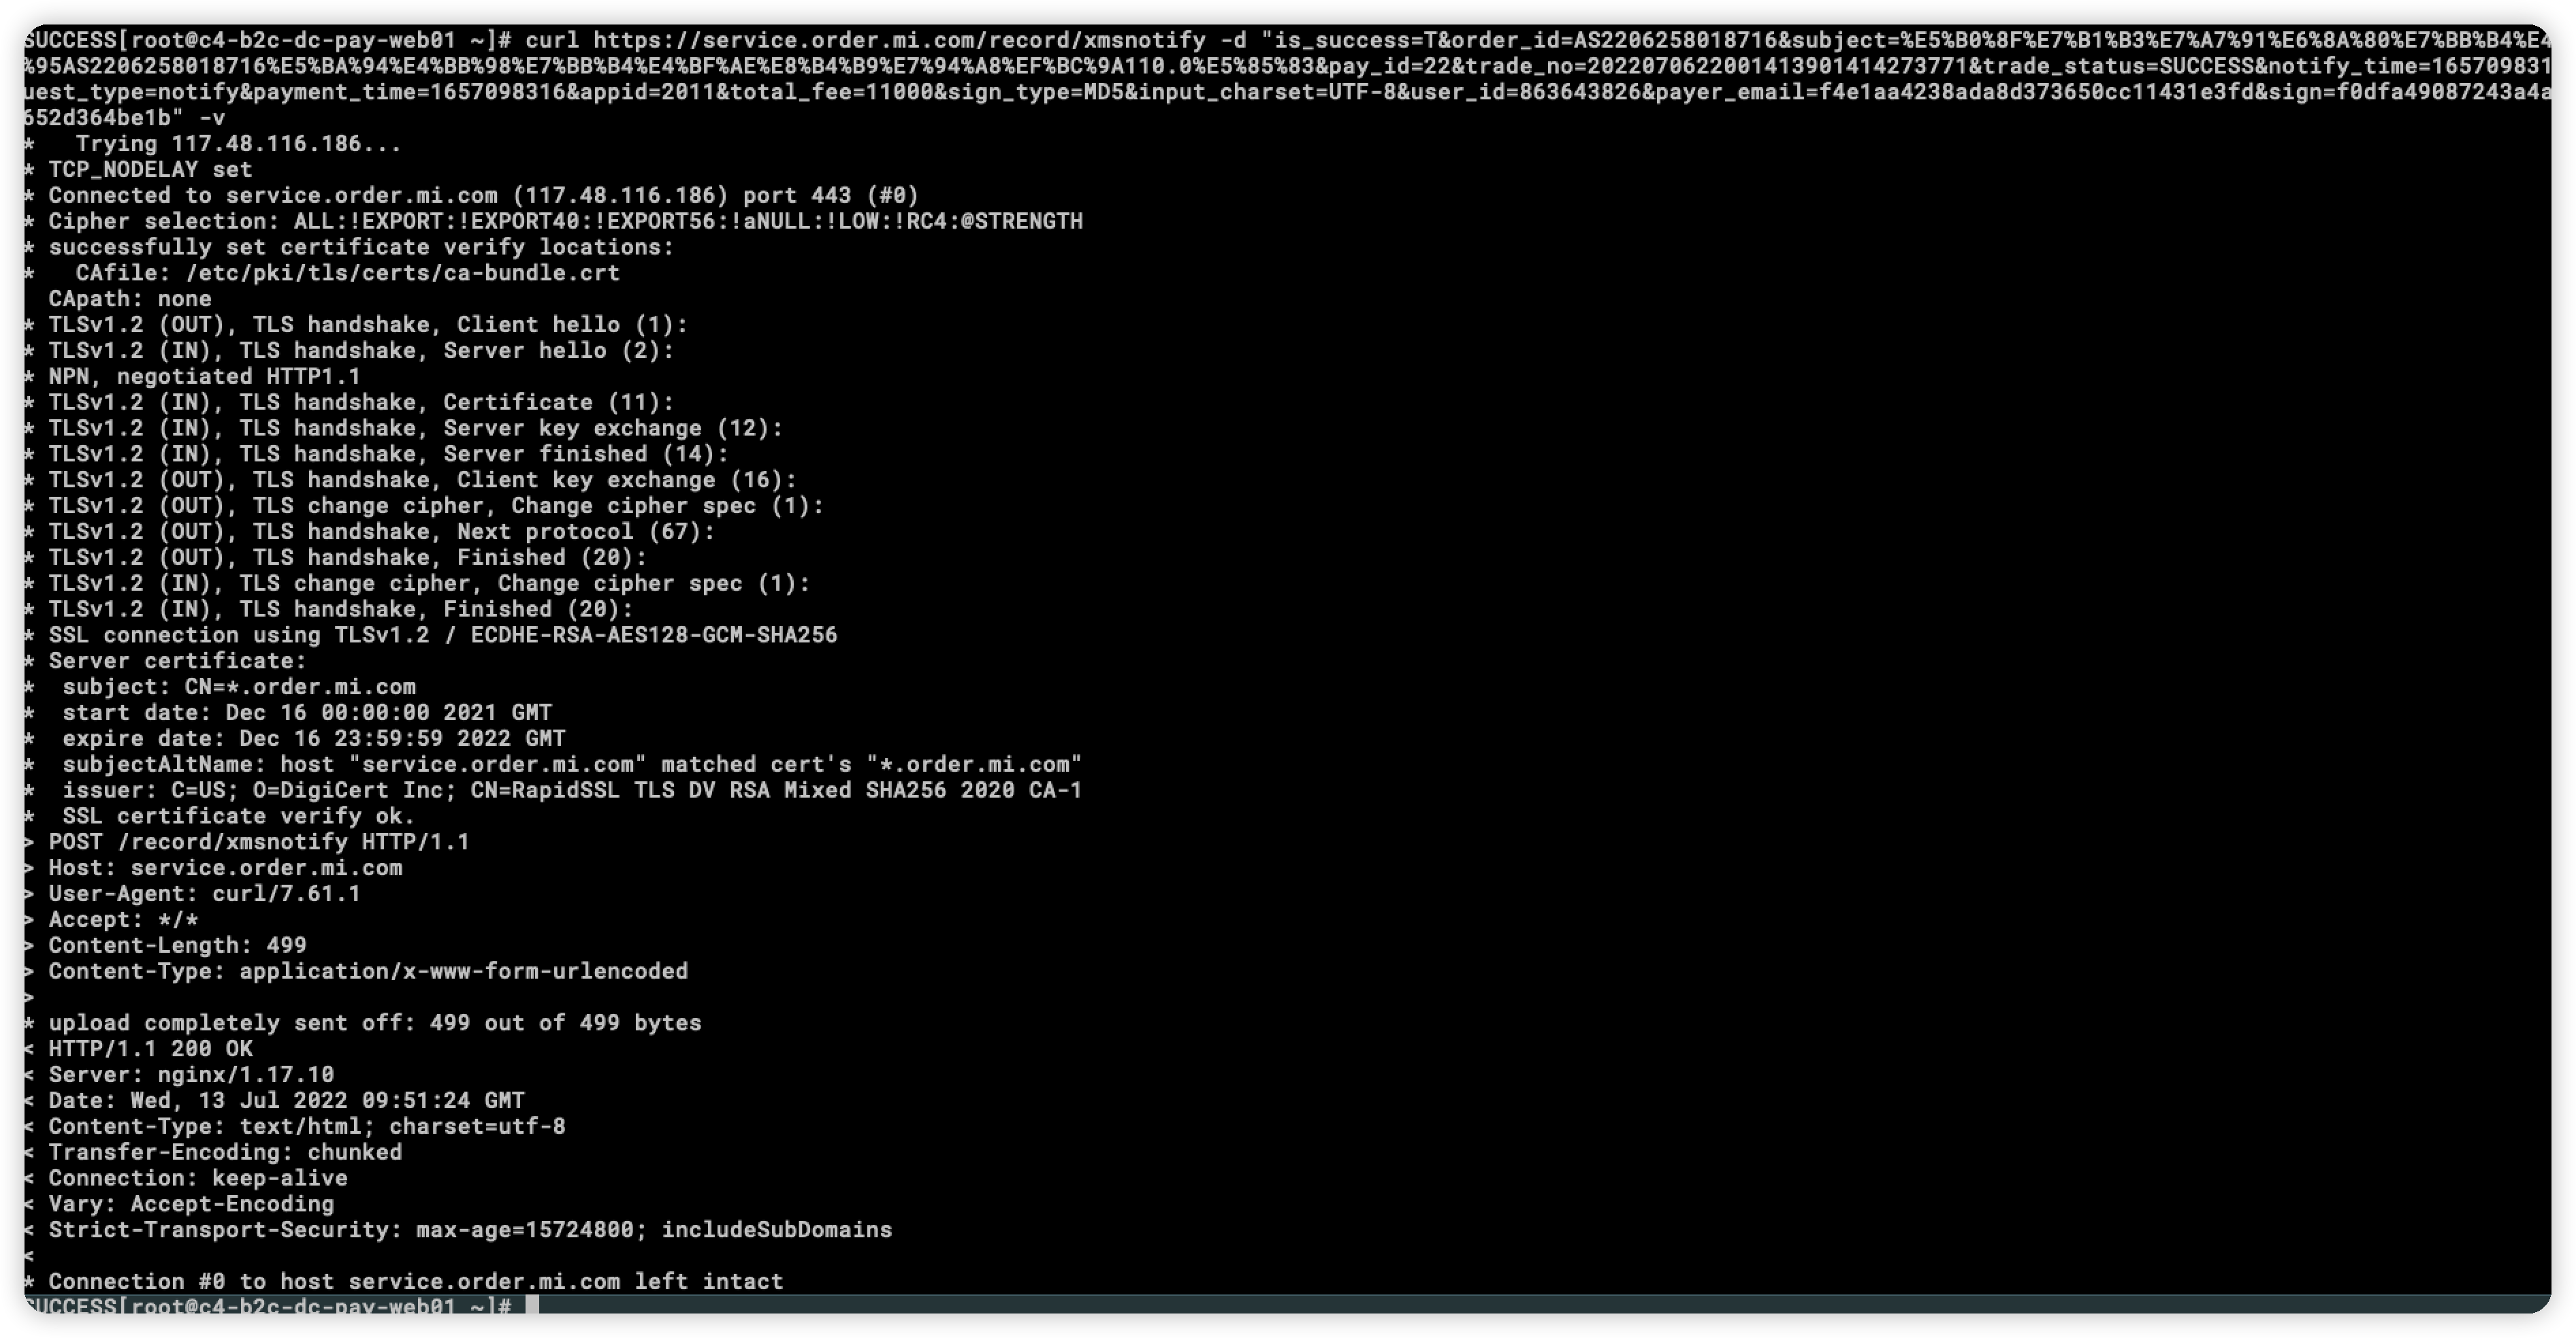 SUCCESS[root@c4-b2c-dc-pay-web01 ~]# curl https://service.order.mi.com/record/xmsnotify -d "is_success=T&order_id=AS2206258018716&subject=%E5%B0%8F%E7%B1%B3%E7%A7%91%E6%8A%80%E7%BB%B4%E4
%95AS2206258018716%E5%BA%94%E4%BB%98%E7%BB%B4%E4%BF%AE%E8%B4%B9%E7%94%A8%EF%BC%9A110.0%E5%85%83&pay_id=22&trade_no=2022070622001413901414273771&trade_status=SUCCESS&notify_time=165709831
uest_type=notify&payment_time=1657098316&appid=2011&total_fee=11000&sign_type=MD5&input_charset=UTF-8&user_id=863643826&payer_email=f4e1aa4238ada8d373650cc11431e3fd&sign=f0dfa49087243a4a
652d364be1b" -v
*   Trying 117.48.116.186...
* TCP_NODELAY set
* Connected to service.order.mi.com (117.48.116.186) port 443 (#0)
* Cipher selection: ALL:!EXPORT:!EXPORT40:!EXPORT56:!aNULL:!LOW:!RC4:@STRENGTH
* successfully set certificate verify locations:
*   CAfile: /etc/pki/tls/certs/ca-bundle.crt
  CApath: none
* TLSv1.2 (OUT), TLS handshake, Client hello (1):
* TLSv1.2 (IN), TLS handshake, Server hello (2):
* NPN, negotiated HTTP1.1
* TLSv1.2 (IN), TLS handshake, Certificate (11):
* TLSv1.2 (IN), TLS handshake, Server key exchange (12):
* TLSv1.2 (IN), TLS handshake, Server finished (14):
* TLSv1.2 (OUT), TLS handshake, Client key exchange (16):
* TLSv1.2 (OUT), TLS change cipher, Change cipher spec (1):
* TLSv1.2 (OUT), TLS handshake, Next protocol (67):
* TLSv1.2 (OUT), TLS handshake, Finished (20):
* TLSv1.2 (IN), TLS change cipher, Change cipher spec (1):
* TLSv1.2 (IN), TLS handshake, Finished (20):
* SSL connection using TLSv1.2 / ECDHE-RSA-AES128-GCM-SHA256
* Server certificate:
*  subject: CN=*.order.mi.com
*  start date: Dec 16 00:00:00 2021 GMT
*  expire date: Dec 16 23:59:59 2022 GMT
*  subjectAltName: host "service.order.mi.com" matched cert's "*.order.mi.com"
*  issuer: C=US; O=DigiCert Inc; CN=RapidSSL TLS DV RSA Mixed SHA256 2020 CA-1
*  SSL certificate verify ok.
> POST /record/xmsnotify HTTP/1.1
> Host: service.order.mi.com
> User-Agent: curl/7.61.1
> Accept: */*
> Content-Length: 499
> Content-Type: application/x-www-form-urlencoded
>
* upload completely sent off: 499 out of 499 bytes
< HTTP/1.1 200 OK
< Server: nginx/1.17.10
< Date: Wed, 13 Jul 2022 09:51:24 GMT
< Content-Type: text/html; charset=utf-8
< Transfer-Encoding: chunked
< Connection: keep-alive
< Vary: Accept-Encoding
< Strict-Transport-Security: max-age=15724800; includeSubDomains
<
* Connection #0 to host service.order.mi.com left intact
SUCCESS[root@c4-b2c-dc-pay-web01 ~]#